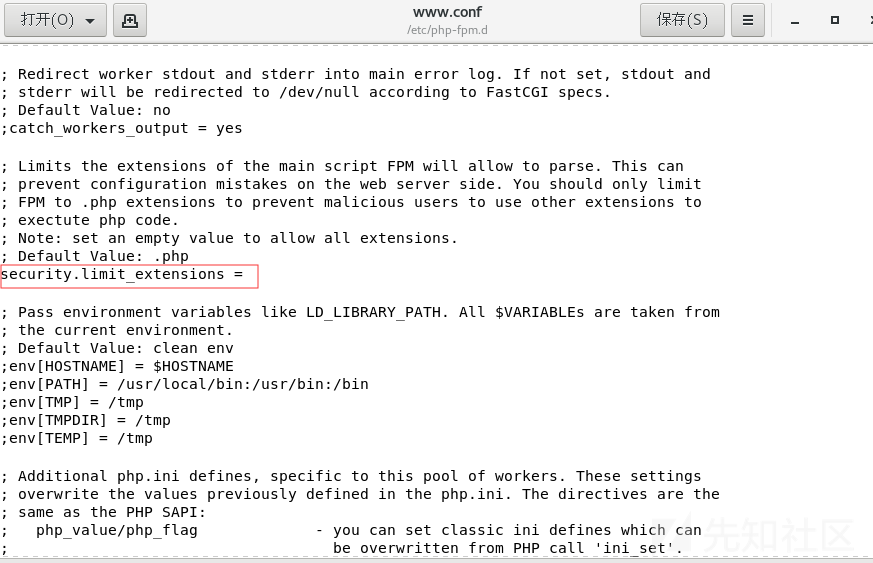 打开(O)
www.conf
/etc/php-fpm.d
保存(S)
; Redirect worker stdout and stderr into main error log. If not set, stdout and
; stderr will be redirected to /dev/null according to FastCGI specs.
; Default Value: no
;catch_workers_output = yes
; Limits the extensions of the main script FPM will allow to parse. This can
; prevent configuration mistakes on the web server side. You should only limit
; FPM to .php extensions to prevent malicious users to use other extensions to
; exectute php code.
; Note: set an empty value to allow all extensions.
; Default Value: .php
security.limit_extensions =
; Pass environment variables like LD_LIBRARY_PATH. All $VARIABLEs are taken from
; the current environment.
; Default Value: clean env
;env[HOSTNAME] = $HOSTNAME
;env[PATH] = /usr/local/bin:/usr/bin:/bin
;env[TMP] = /tmp
;env[TMPDIR] = /tmp
;env[TEMP] = /tmp
; Additional php.ini defines, specific to this pool of workers. These settings
; overwrite the values previously defined in the php.ini. The directives are the
; same as the PHP SAPI:
;   php_value/php_flag             - you can set classic ini defines which can
;                                    be overwritten from PHP call 'ini_set'.
先知社区